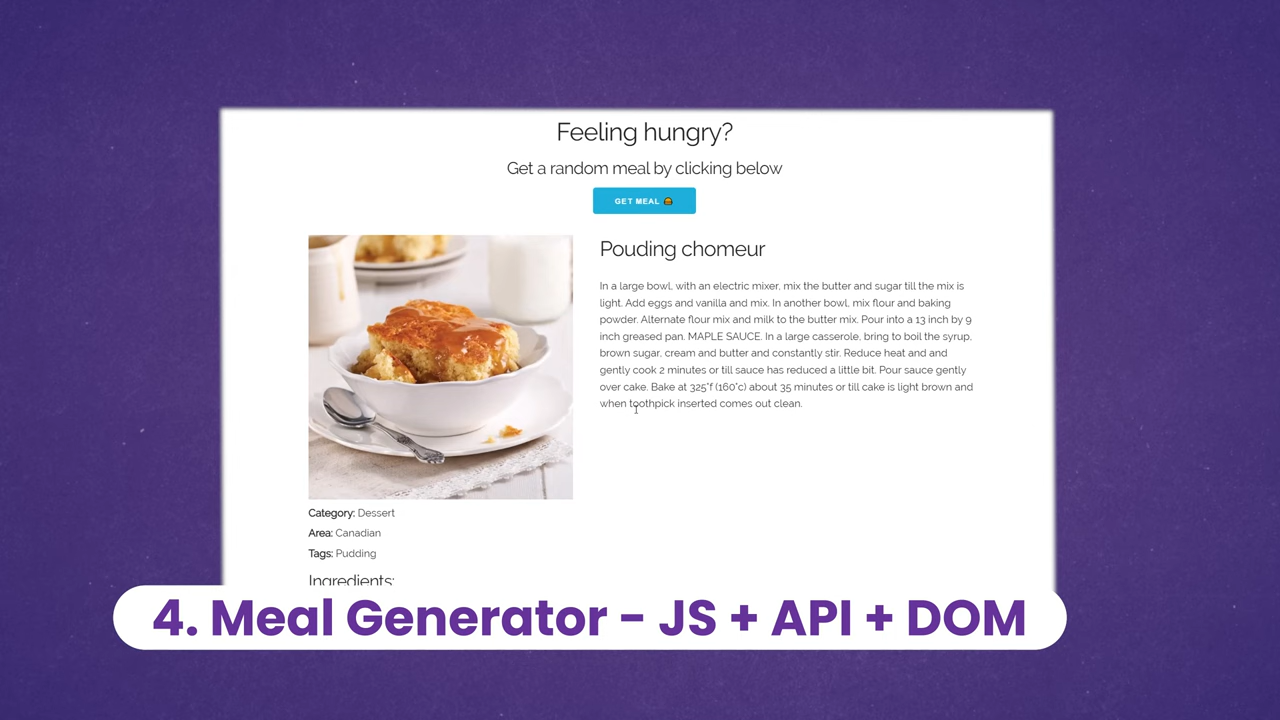 Feeling hungry?
Get a random meal by clicking below
GET MEAL 🍔
Pouding chomeur
In a large bowl, with an electric mixer, mix the butter and sugar till the mix is
light. Add eggs and vanilla and mix. In another bowl, mix flour and baking
powder. Alternate flour mix and milk to the butter mix. Pour into a 13 inch by 9
inch greased pan. MAPLE SAUCE. In a large casserole, bring to boil the syrup,
brown sugar, cream and butter and constantly stir. Reduce heat and and
gently cook 2 minutes or till sauce has reduced a little bit. Pour sauce gently
over cake. Bake at 325°f (160°c) about 35 minutes or till cake is light brown and
when toothpick inserted comes out clean.
Category: Dessert
Area: Canadian
Tags: Pudding
Ingredients:
4. Meal Generator - JS + API + DOM